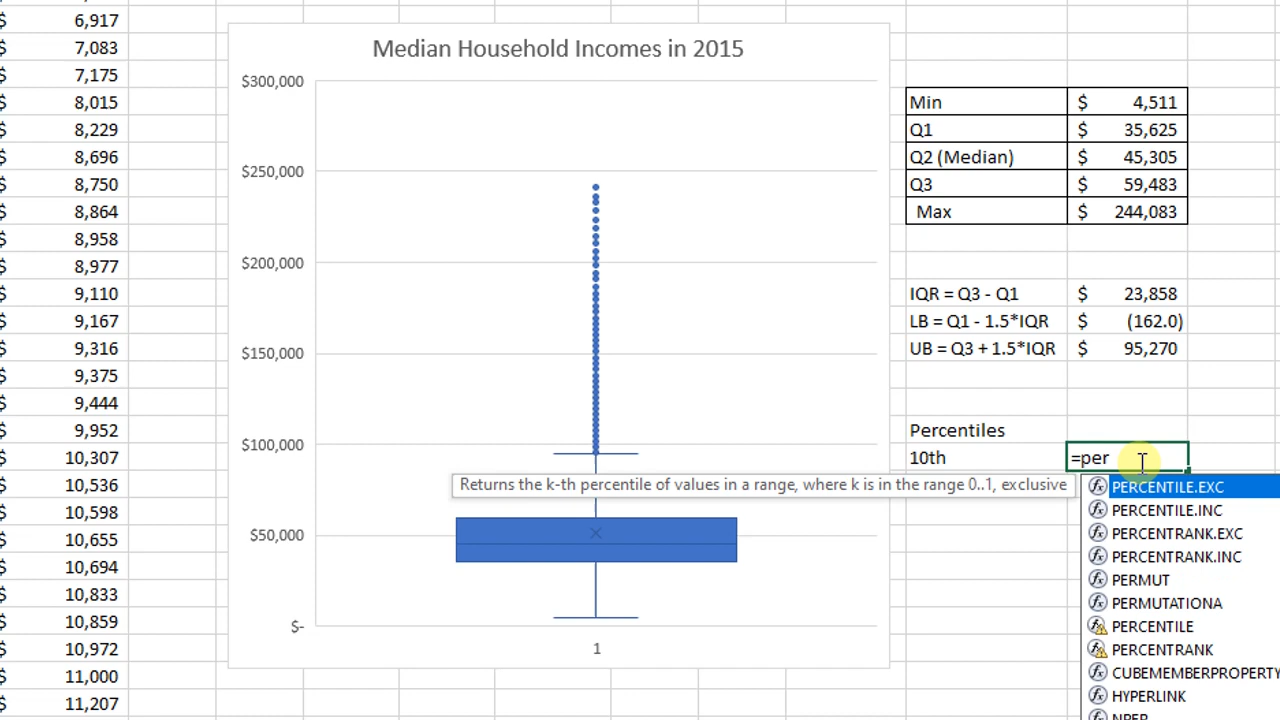 $ 6,917
$ 7,083
$ 7,175
$ 8,015
$ 8,229
$ 8,696
$ 8,750
$ 8,864
$ 8,958
$ 8,977
$ 9,110
$ 9,167
$ 9,316
$ 9,375
$ 9,444
$ 9,952
$ 10,307
$ 10,536
$ 10,598
$ 10,655
$ 10,694
$ 10,833
$ 10,859
$ 10,972
$ 11,000
$ 11,207
Median Household Incomes in 2015
$300,000
$250,000
$200,000
$150,000
$100,000
$50,000
$-
1
Min $ 4,511
Q1 $ 35,625
Q2 (Median) $ 45,305
Q3 $ 59,483
Max $ 244,083
IQR = Q3 - Q1 $ 23,858
LB = Q1 - 1.5*IQR $ (162.0)
UB = Q3 + 1.5*IQR $ 95,270
Percentiles
10th =per
Returns the k-th percentile of values in a range, where k is in the range 0..1, exclusive
PERCENTILE.EXC
PERCENTILE.INC
PERCENTRANK.EXC
PERCENTRANK.INC
PERMUT
PERMUTATIONA
PERCENTILE
PERCENTRANK
CUBEMEMBERPROPERTY
HYPERLINK
NPER